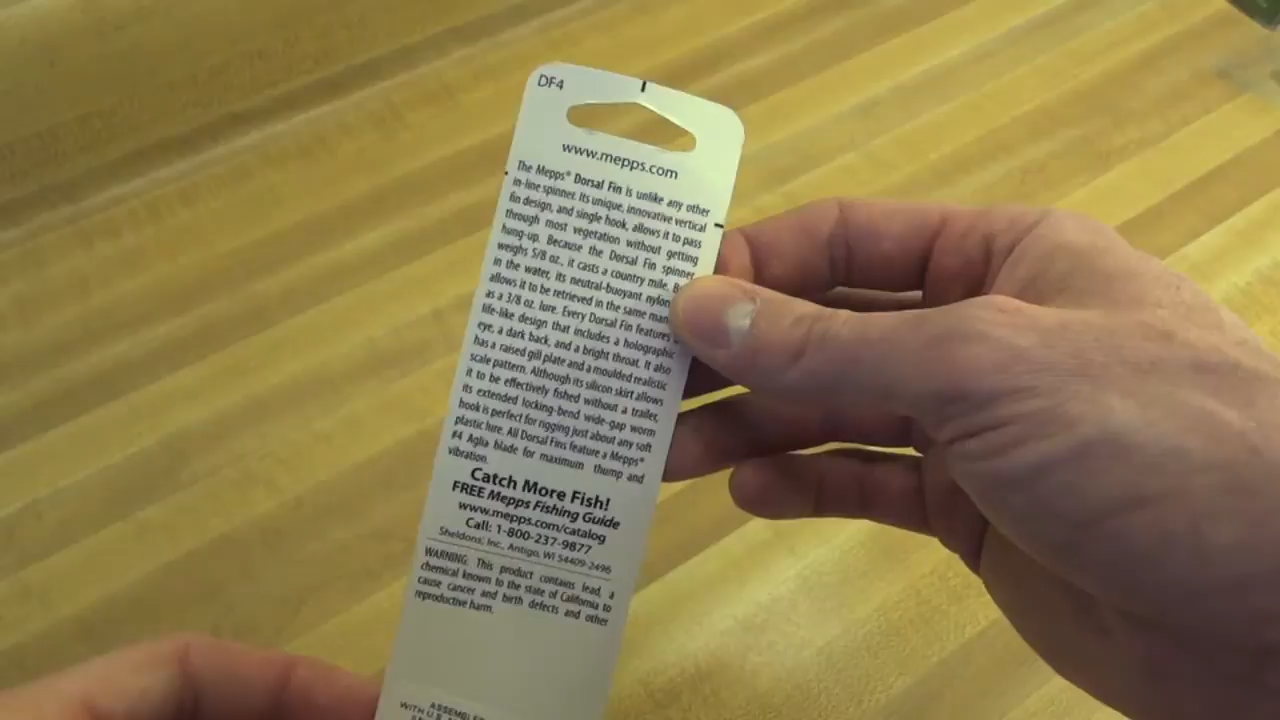 DF4
www.mepps.com
The Mepps® Dorsal Fin is unlike any other
in-line spinner. Its unique, innovative vertical
fin design, and single hook, allows it to pass
through most vegetation without getting
hung-up. Because the Dorsal Fin spinner
weighs 5/8 oz., it casts a country mile.
in the water, its neutral-buoyant nylon
allows it to be retrieved in the same
as a 3/8 oz. lure. Every Dorsal Fin features
life-like design that includes a holographic
eye, a dark back, and a bright throat. It also
has a raised gill plate and a moulded realistic
scale pattern. Although its silicon skirt allows
it to be effectively fished without a trailer,
its extended locking-bend wide-gap worm
hook is perfect for rigging just about any soft
plastic lure. All Dorsal Fins feature a Mepps®
#4 Aglia blade for maximum thump and
vibration.
Catch More Fish!
FREE Mepps Fishing Guide
www.mepps.com/catalog
Call: 1-800-237-9877
Sheldons', Inc., Antigo, WI 54409-2496
WARNING: This product contains lead, a
chemical known to the state of California to
cause cancer and birth defects and other
reproductive harm.
ASSEMBLED
WITH U.S.